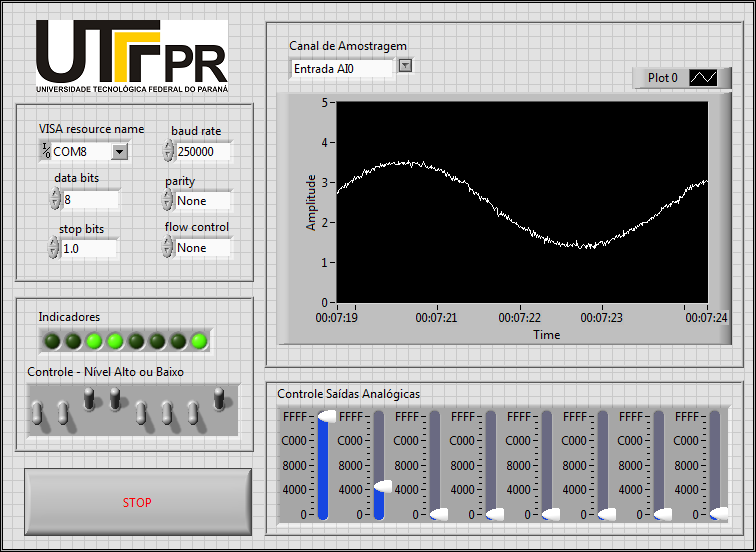 UTFPR
UNIVERSIDADE TECNOLÓGICA FEDERAL DO PARANÁ
VISA resource name
baud rate
I/O COM8
250000
data bits
parity
8
None
stop bits
flow control
1.0
None
Indicadores
Controle - Nível Alto ou Baixo
STOP
Canal de Amostragem
Entrada AI0
Plot 0
5
4
3
2
1
0
Amplitude
00:07:19 00:07:21 00:07:22 00:07:23 00:07:24
Time
Controle Saídas Analógicas
FFFF FFFF FFFF FFFF FFFF FFFF FFFF FFFF
C000 C000 C000 C000 C000 C000 C000 C000
8000 8000 8000 8000 8000 8000 8000 8000
4000 4000 4000 4000 4000 4000 4000 4000
0 0 0 0 0 0 0 0